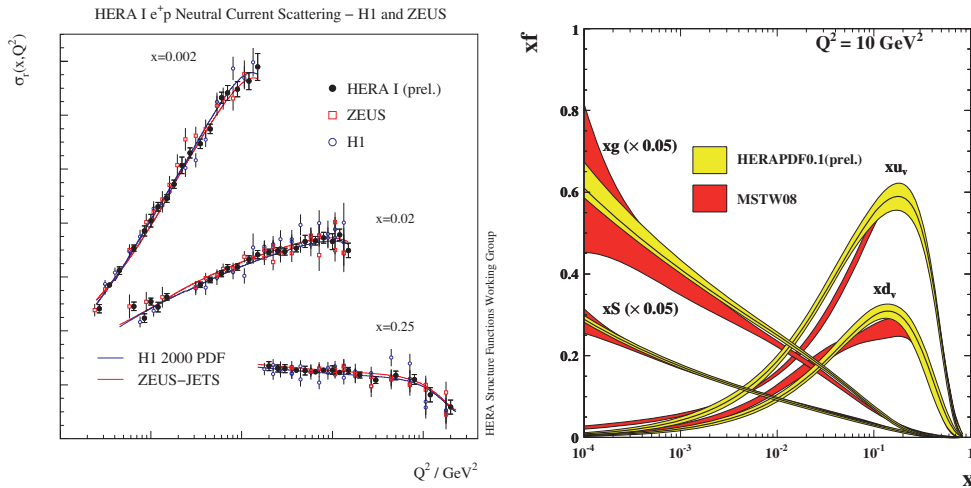 HERA I e⁺p Neutral Current Scattering – H1 and ZEUS
σᵣ(x,Q²)
x=0.002
HERA I (prel.)
ZEUS
H1
x=0.02
x=0.25
H1 2000 PDF
ZEUS–JETS
Q² / GeV²
HERA Structure Functions Working Group
xf
Q² = 10 GeV²
1
0.8
0.6
0.4
0.2
0
xg (× 0.05)
HERAPDF0.1(prel.)
MSTW08
xuᵥ
xdᵥ
xS (× 0.05)
10⁻⁴ 10⁻³ 10⁻² 10⁻¹ 1
x